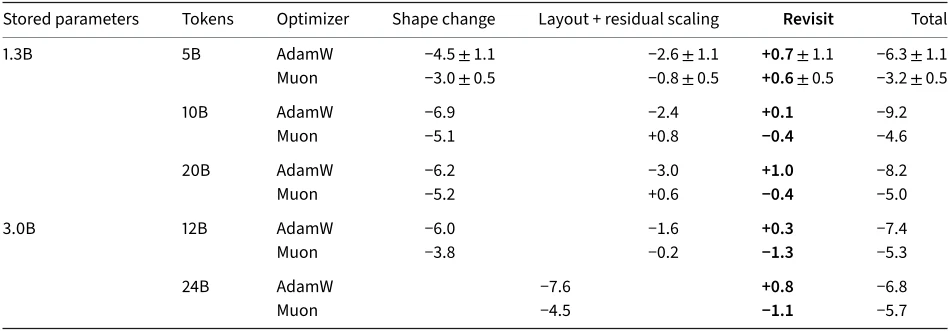 Stored parameters Tokens Optimizer Shape change Layout + residual scaling Revisit Total
1.3B 5B AdamW −4.5 ± 1.1 −2.6 ± 1.1 +0.7 ± 1.1 −6.3 ± 1.1
Muon −3.0 ± 0.5 −0.8 ± 0.5 +0.6 ± 0.5 −3.2 ± 0.5
10B AdamW −6.9 −2.4 +0.1 −9.2
Muon −5.1 +0.8 −0.4 −4.6
20B AdamW −6.2 −3.0 +1.0 −8.2
Muon −5.2 +0.6 −0.4 −5.0
3.0B 12B AdamW −6.0 −1.6 +0.3 −7.4
Muon −3.8 −0.2 −1.3 −5.3
24B AdamW −7.6 +0.8 −6.8
Muon −4.5 −1.1 −5.7